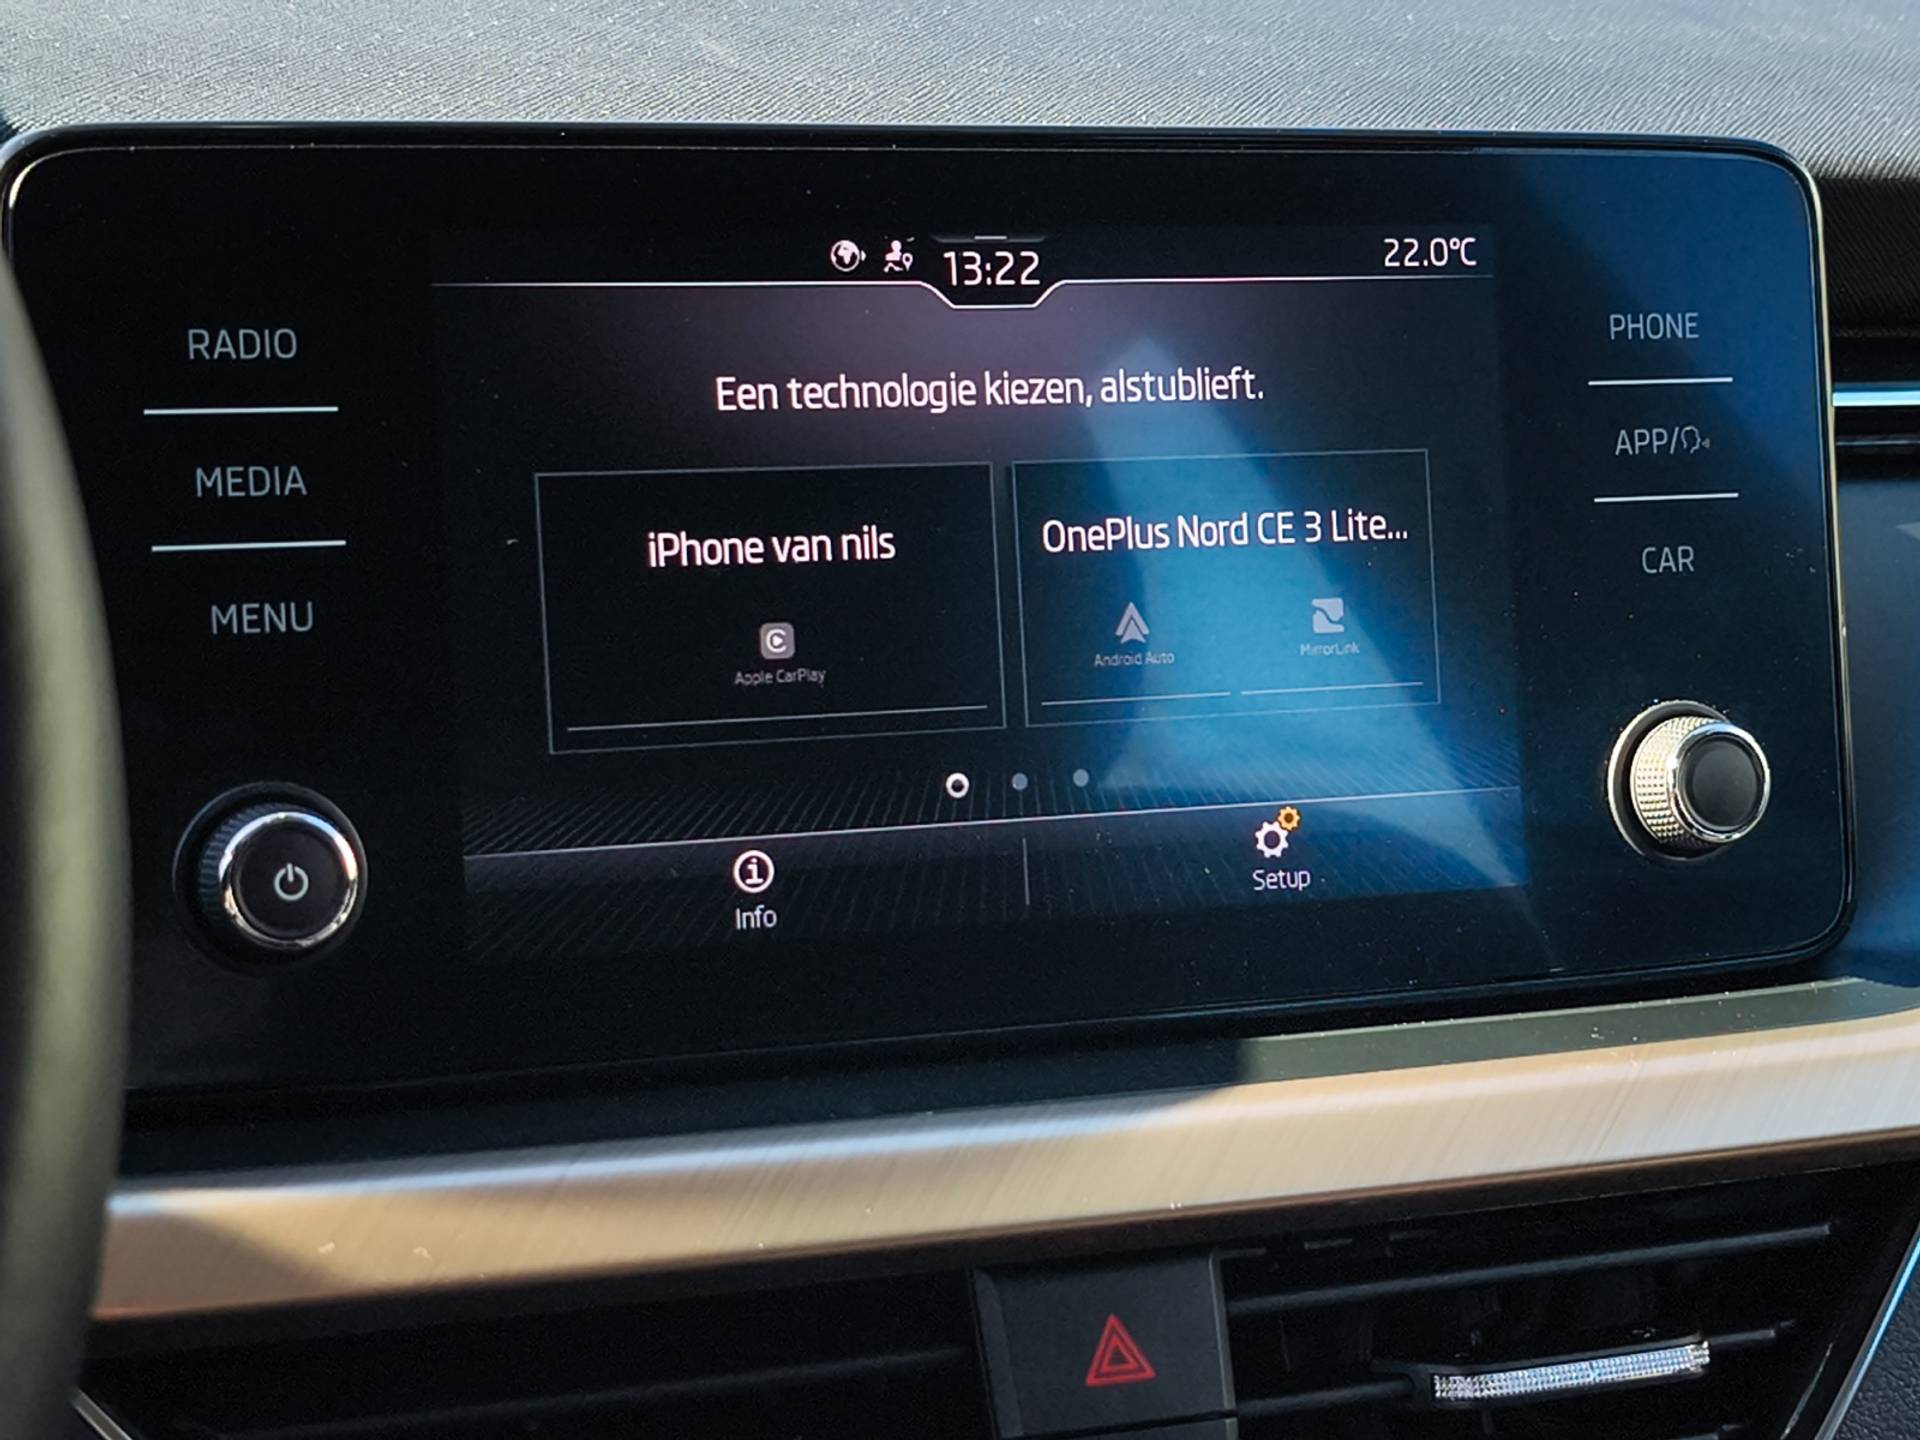 13:22
22.0°C
RADIO
MEDIA
MENU
Een technologie kiezen, alstublieft.
iPhone van nils
Apple CarPlay
OnePlus Nord CE 3 Lite...
Android Auto
MirrorLink
Info
Setup
PHONE
APP/
CAR